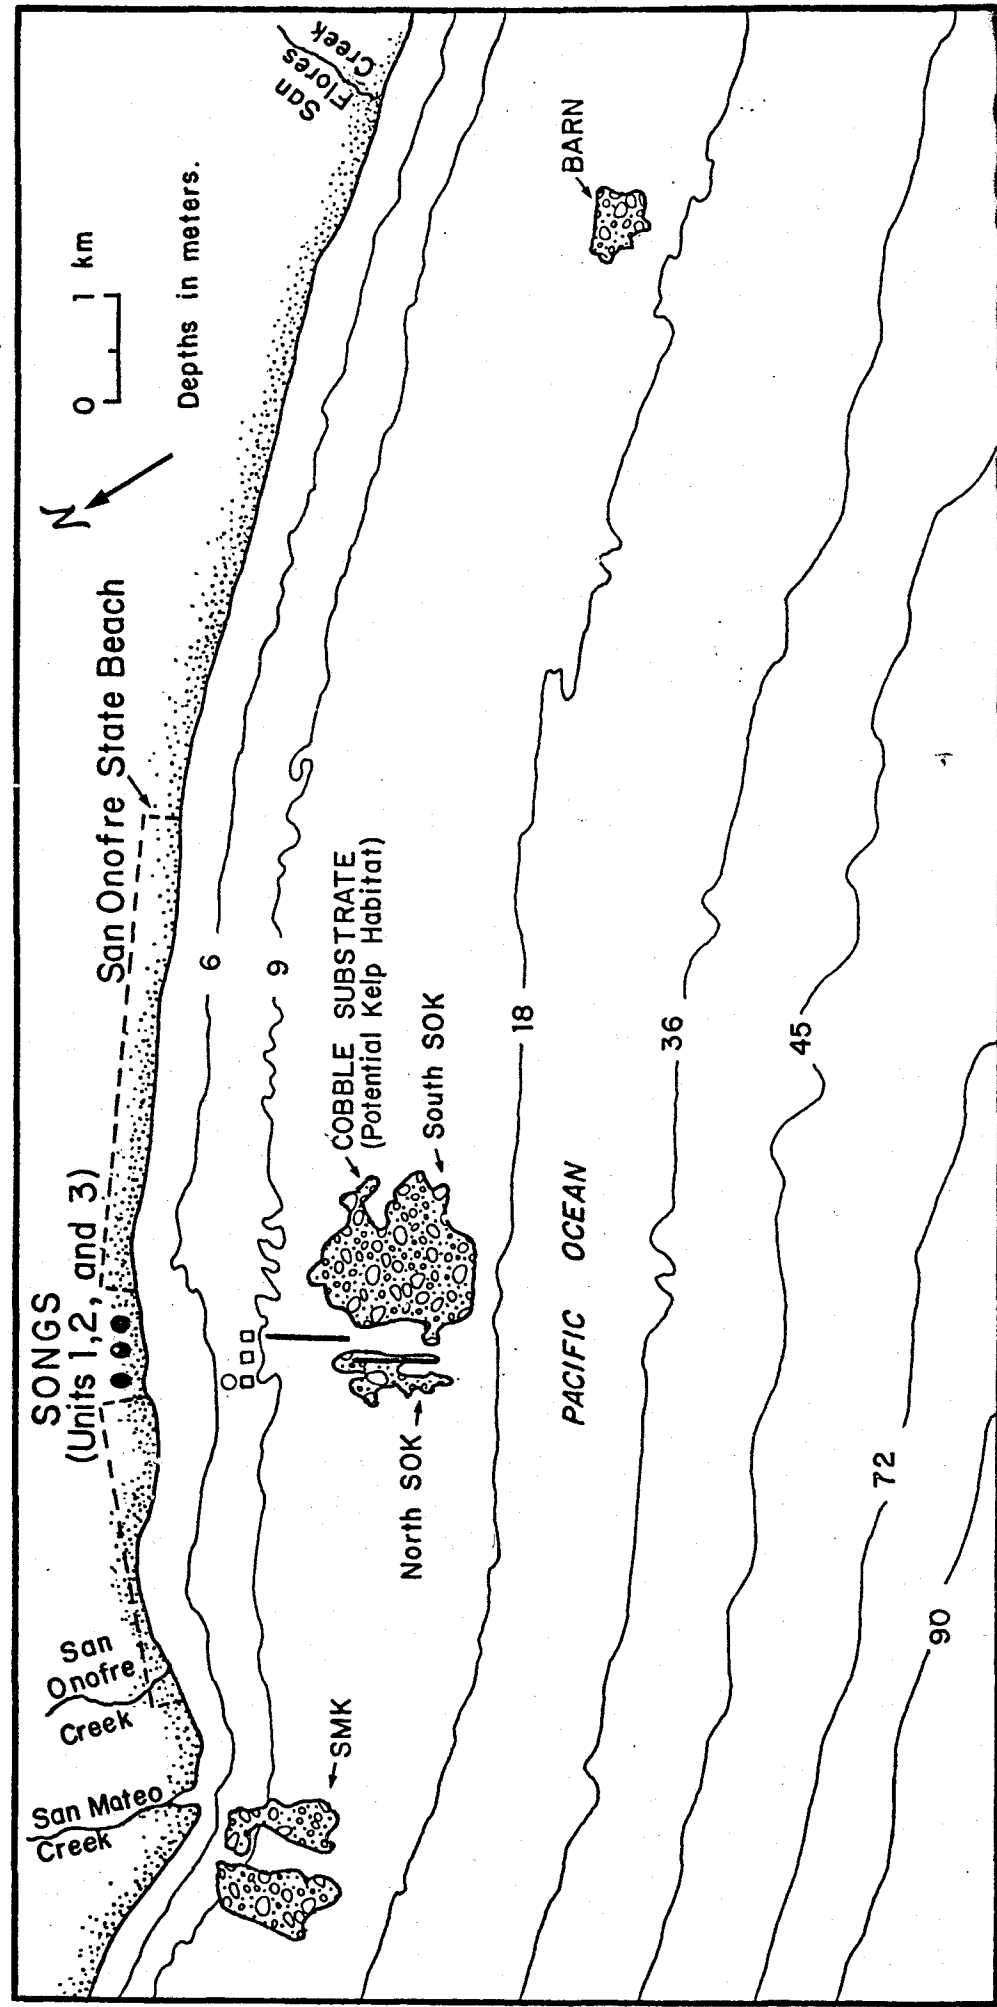 San Mateo
Creek
San
Onofre
Creek
SONGS
(Units 1,2, and 3)
San Onofre State Beach
N
0 1 km
Depths in meters.
San
Flores
Creek
6
9
18
36
45
72
90
SMK
North SOK
COBBLE SUBSTRATE
(Potential Kelp Habitat)
South SOK
BARN
PACIFIC OCEAN